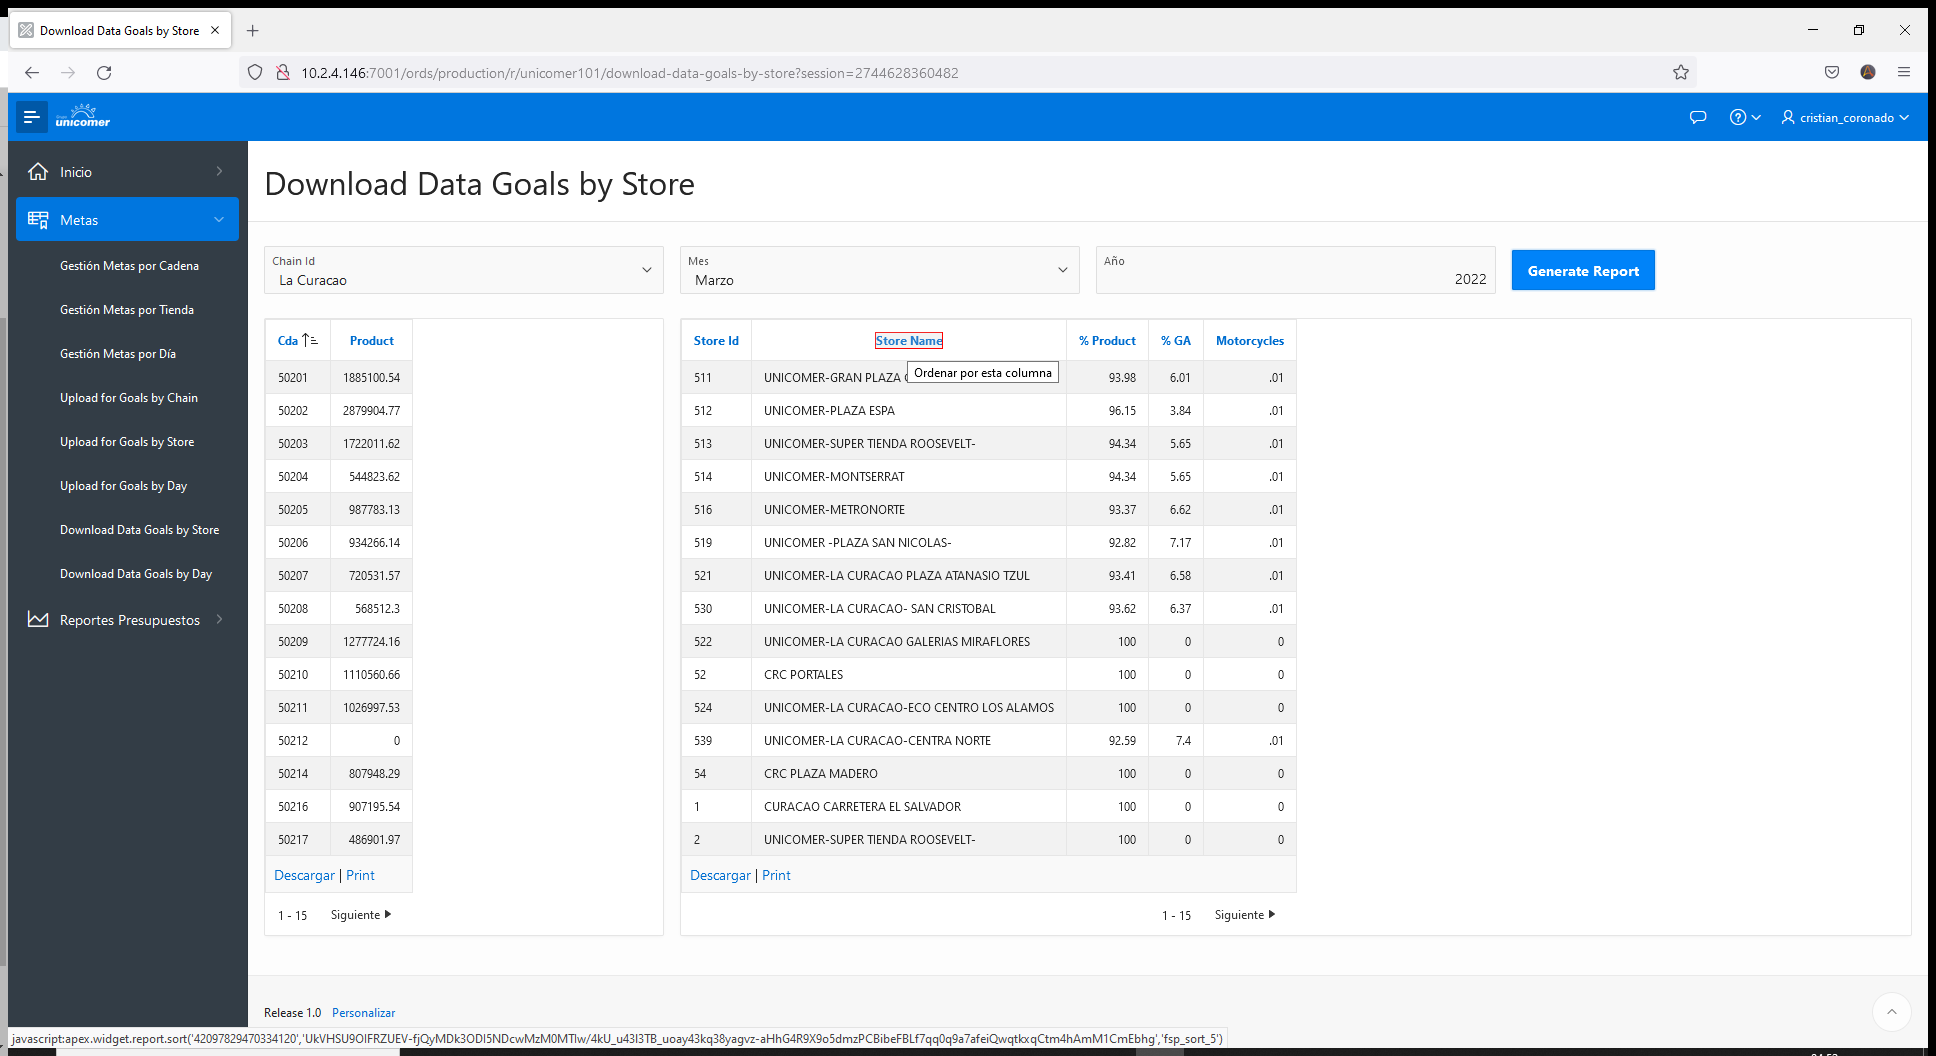 Download Data Goals by Store
10.2.4.146:7001/ords/production/r/unicomer101/download-data-goals-by-store?session=2744628360482
unicomer
cristian_coronado
Inicio
Metas
Gestión Metas por Cadena
Gestión Metas por Tienda
Gestión Metas por Día
Upload for Goals by Chain
Upload for Goals by Store
Upload for Goals by Day
Download Data Goals by Store
Download Data Goals by Day
Reportes Presupuestos
Download Data Goals by Store
Chain Id
La Curacao
Mes
Marzo
Año
2022
Generate Report
Cda Product
50201 1885100.54
50202 2879904.77
50203 1722011.62
50204 544823.62
50205 987783.13
50206 934266.14
50207 720531.57
50208 568512.3
50209 1277724.16
50210 1110560.66
50211 1026997.53
50212 0
50214 807948.29
50216 907195.54
50217 486901.97
Descargar | Print
1 - 15 Siguiente
Store Id Store Name % Product % GA Motorcycles
Ordenar por esta columna
511 UNICOMER-GRAN PLAZA 93.98 6.01 .01
512 UNICOMER-PLAZA ESPA 96.15 3.84 .01
513 UNICOMER-SUPER TIENDA ROOSEVELT- 94.34 5.65 .01
514 UNICOMER-MONTSERRAT 94.34 5.65 .01
516 UNICOMER-METRONORTE 93.37 6.62 .01
519 UNICOMER -PLAZA SAN NICOLAS- 92.82 7.17 .01
521 UNICOMER-LA CURACAO PLAZA ATANASIO TZUL 93.41 6.58 .01
530 UNICOMER-LA CURACAO- SAN CRISTOBAL 93.62 6.37 .01
522 UNICOMER-LA CURACAO GALERIAS MIRAFLORES 100 0 0
52 CRC PORTALES 100 0 0
524 UNICOMER-LA CURACAO-ECO CENTRO LOS ALAMOS 100 0 0
539 UNICOMER-LA CURACAO-CENTRA NORTE 92.59 7.4 .01
54 CRC PLAZA MADERO 100 0 0
1 CURACAO CARRETERA EL SALVADOR 100 0 0
2 UNICOMER-SUPER TIENDA ROOSEVELT- 100 0 0
Descargar | Print
1 - 15 Siguiente
Release 1.0 Personalizar